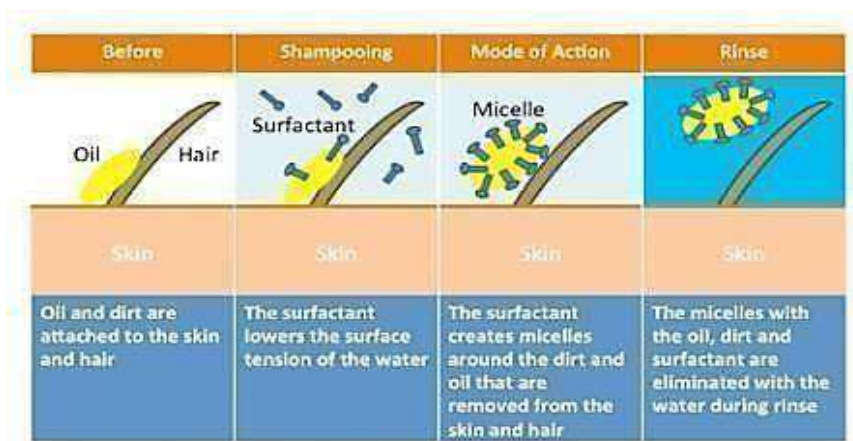 Before
Shampooing
Mode of Action
Rinse
Oil
Hair
Surfactant
Micelle
Skin
Skin
Skin
Skin
Oil and dirt are
attached to the skin
and hair
The surfactant
lowers the surface
tension of the water
The surfactant
creates micelles
around the dirt and
oil that are
removed from the
skin and hair
The micelles with
the oil, dirt and
surfactant are
eliminated with the
water during rinse